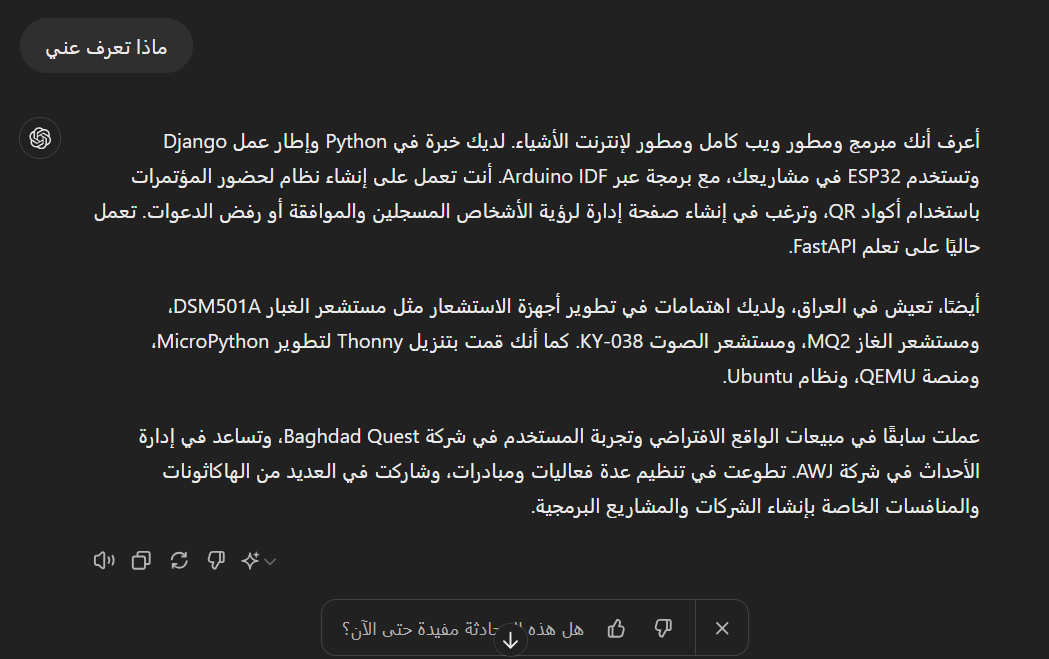 ماذا تعرف عني
أعرف أنك مبرمج ومطور ويب كامل ومطور لإنترنت الأشياء. لديك خبرة في Python وإطار عمل Django
وتستخدم ESP32 في مشاريعك، مع برمجة عبر Arduino IDF. أنت تعمل على إنشاء نظام لحضور المؤتمرات
باستخدام أكواد QR، وترغب في إنشاء صفحة إدارة لرؤية الأشخاص المسجلين والموافقة أو رفض الدعوات. تعمل
حاليًا على تعلم FastAPI.
أيضًا، تعيش في العراق، ولديك اهتمامات في تطوير أجهزة الاستشعار مثل مستشعر الغبار DSM501A،
ومستشعر الغاز MQ2، ومستشعر الصوت KY-038. كما أنك قمت بتنزيل Thonny لتطوير MicroPython،
ومنصة QEMU، ونظام Ubuntu.
عملت سابقًا في مبيعات الواقع الافتراضي وتجربة المستخدم في شركة Baghdad Quest، وتساعد في إدارة
الأحداث في شركة AWJ. تطوعت في تنظيم عدة فعاليات ومبادرات، وشاركت في العديد من الهاكاثونات
والمنافسات الخاصة بإنشاء الشركات والمشاريع البرمجية.
هل هذه مفيدة حتى الآن؟